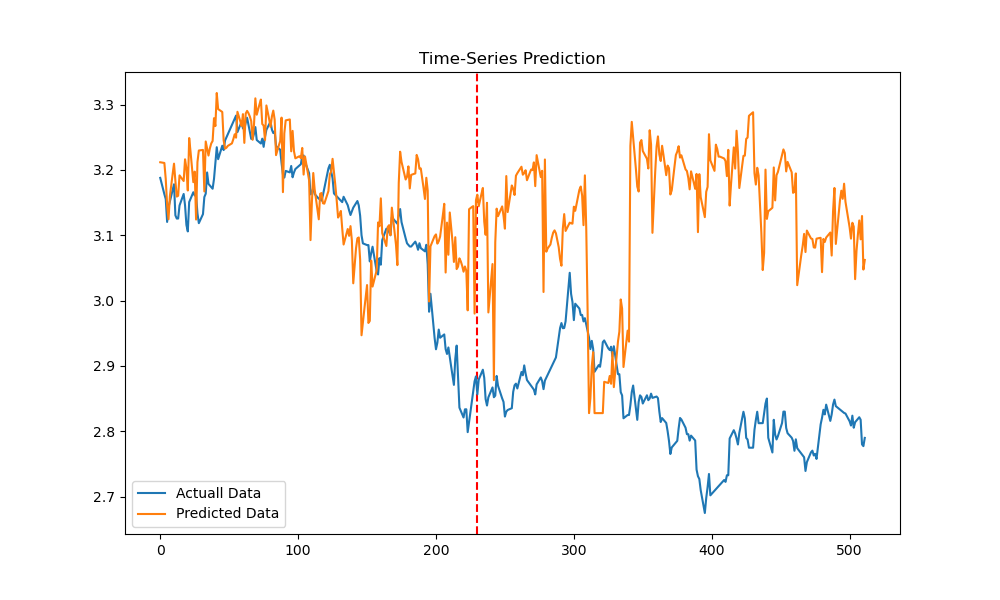 Time-Series Prediction
3.3
3.2
3.1
3.0
2.9
2.8
2.7
Actuall Data
Predicted Data
0 100 200 300 400 500